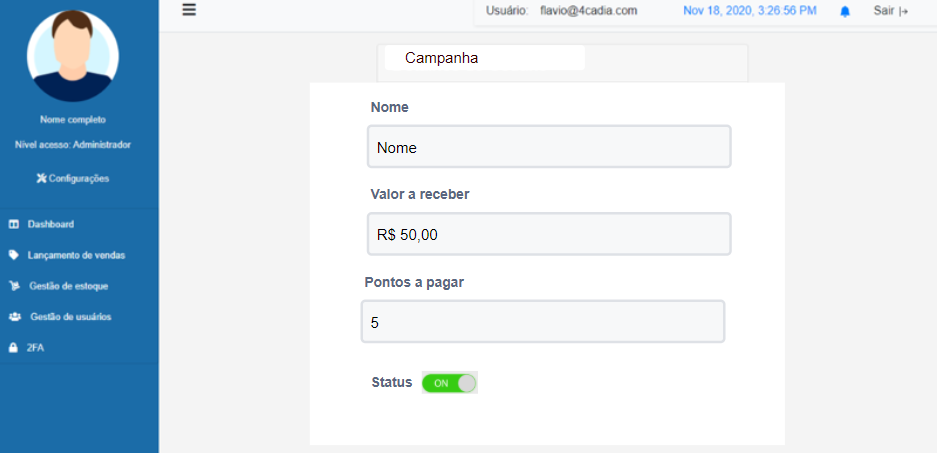 Usuário: flavio@4cadia.com Nov 18, 2020, 3:26:56 PM Sair
Nome completo
Nível acesso: Administrador
Configurações
Dashboard
Lançamento de vendas
Gestão de estoque
Gestão de usuários
2FA
Campanha
Nome
Nome
Valor a receber
R$ 50,00
Pontos a pagar
5
Status ON